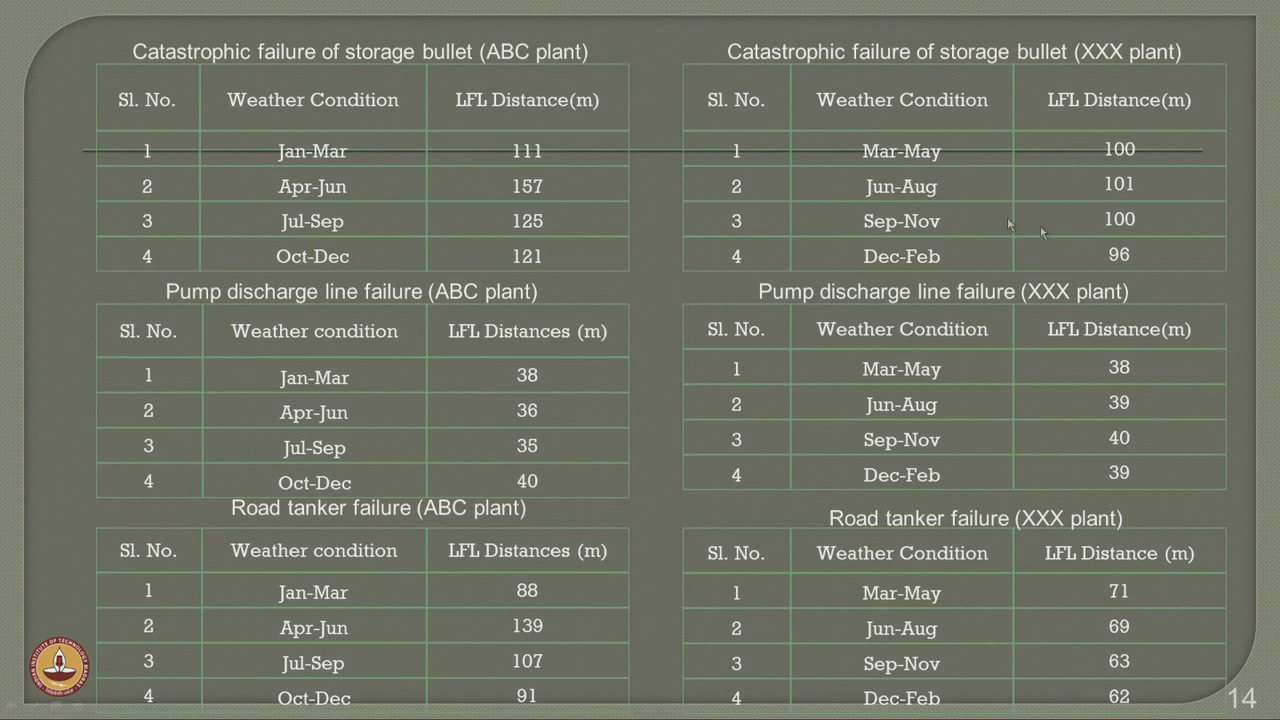 Catastrophic failure of storage bullet (ABC plant)
Sl. No. Weather Condition LFL Distance(m)
1 Jan-Mar 111
2 Apr-Jun 157
3 Jul-Sep 125
4 Oct-Dec 121
Pump discharge line failure (ABC plant)
Sl. No. Weather condition LFL Distances (m)
1 Jan-Mar 38
2 Apr-Jun 36
3 Jul-Sep 35
4 Oct-Dec 40
Road tanker failure (ABC plant)
Sl. No. Weather condition LFL Distances (m)
1 Jan-Mar 88
2 Apr-Jun 139
3 Jul-Sep 107
4 Oct-Dec 91
Catastrophic failure of storage bullet (XXX plant)
Sl. No. Weather Condition LFL Distance(m)
1 Mar-May 100
2 Jun-Aug 101
3 Sep-Nov 100
4 Dec-Feb 96
Pump discharge line failure (XXX plant)
Sl. No. Weather Condition LFL Distance(m)
1 Mar-May 38
2 Jun-Aug 39
3 Sep-Nov 40
4 Dec-Feb 39
Road tanker failure (XXX plant)
Sl. No. Weather Condition LFL Distance (m)
1 Mar-May 71
2 Jun-Aug 69
3 Sep-Nov 63
4 Dec-Feb 62
14